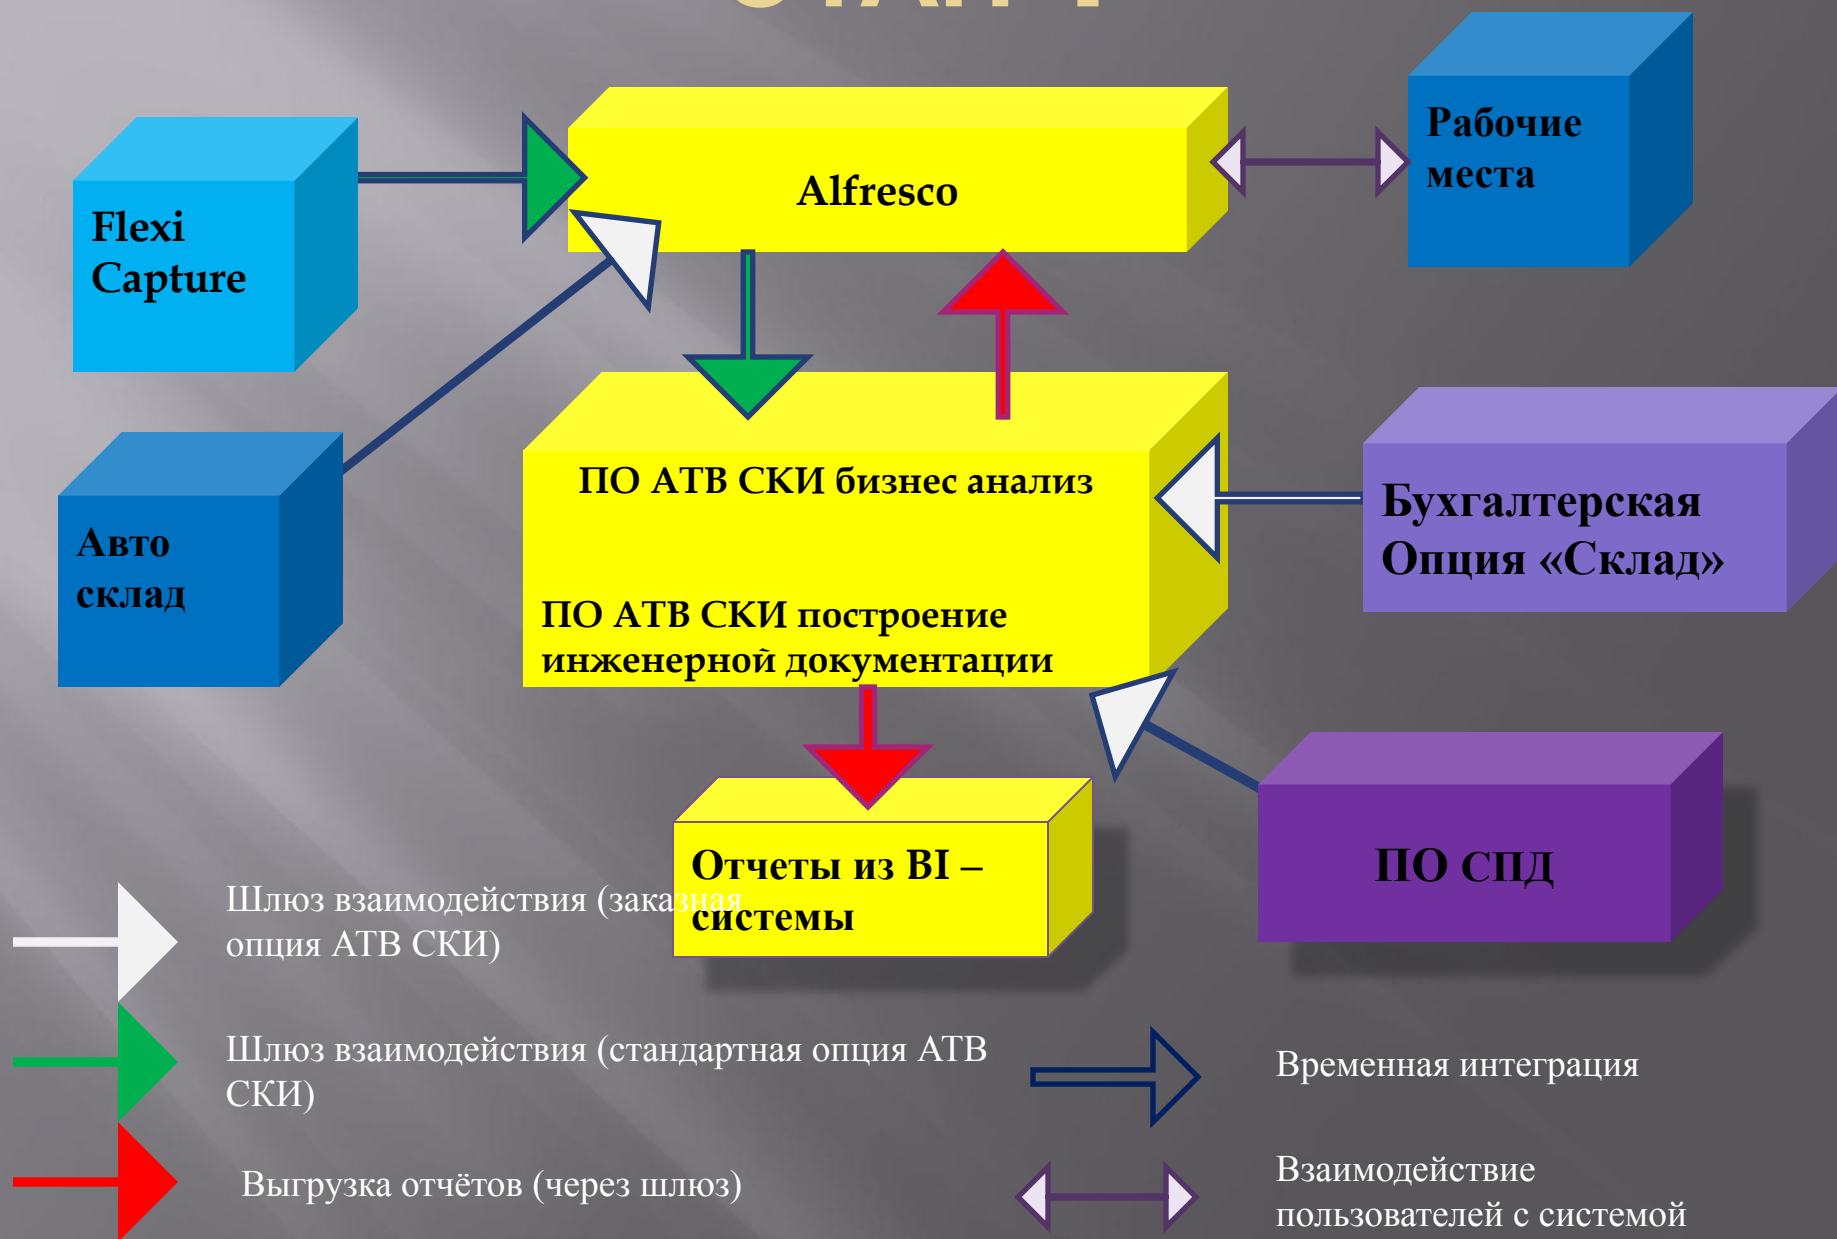 Alfresco
Рабочие
места
Flexi
Capture
ПО АТВ СКИ бизнес анализ
Бухгалтерская
Опция «Склад»
Авто
склад
ПО АТВ СКИ построение
инженерной документации
Отчеты из BI –
системы
ПО СПД
Шлюз взаимодействия (заказная
опция АТВ СКИ)
Шлюз взаимодействия (стандартная опция АТВ
СКИ)
Временная интеграция
Выгрузка отчётов (через шлюз)
Взаимодействие
пользователей с системой